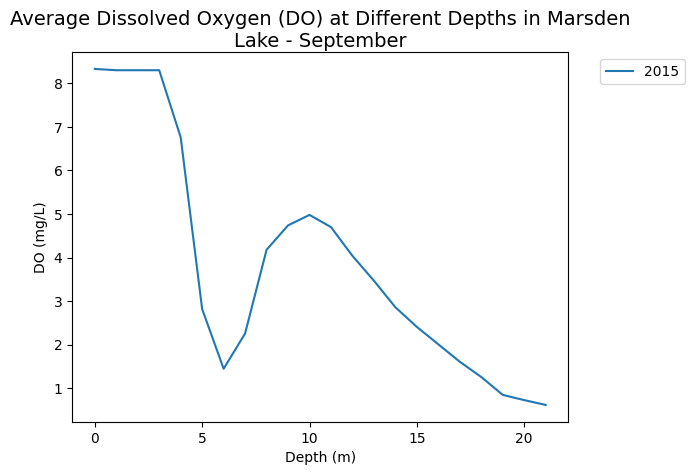 Average Dissolved Oxygen (DO) at Different Depths in Marsden
Lake - September
2015
DO (mg/L)
8
7
6
5
4
3
2
1
0 5 10 15 20
Depth (m)